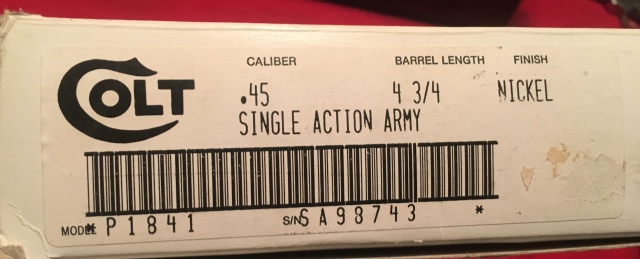 COLT
CALIBER BARREL LENGTH FINISH
.45 4 3/4 NICKEL
SINGLE ACTION ARMY
MODEL *P1841 S/N SA98743 *